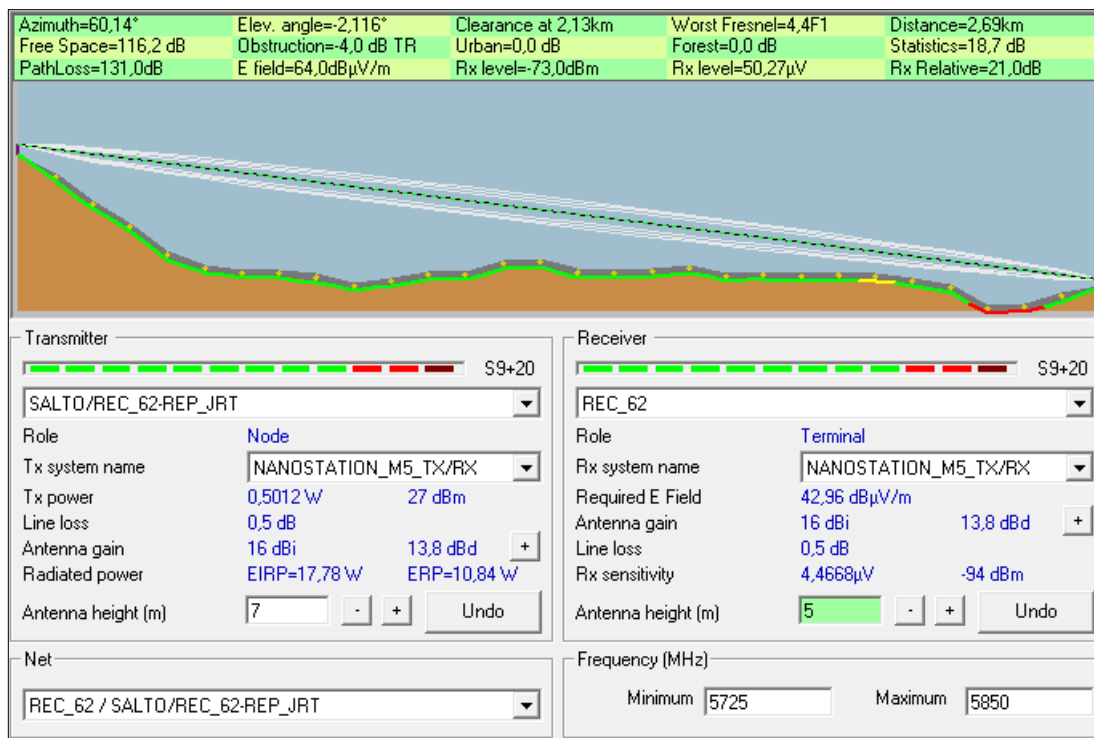 Azimuth=60,14° Elev. angle=-2,116° Clearance at 2,13km Worst Fresnel=4,4F1 Distance=2,69km
Free Space=116,2 dB Obstruction=-4,0 dB TR Urban=0,0 dB Forest=0,0 dB Statistics=18,7 dB
PathLoss=131,0dB E field=64,0dBµV/m Rx level=-73,0dBm Rx level=50,27µV Rx Relative=21,0dB
Transmitter
S9+20
SALTO/REC_62-REP_JRT
Role Node
Tx system name NANOSTATION_M5_TX/RX
Tx power 0,5012 W 27 dBm
Line loss 0,5 dB
Antenna gain 16 dBi 13,8 dBd +
Radiated power EIRP=17,78 W ERP=10,84 W
Antenna height (m) 7 - + Undo
Net
REC_62 / SALTO/REC_62-REP_JRT
Receiver
S9+20
REC_62
Role Terminal
Rx system name NANOSTATION_M5_TX/RX
Required E Field 42,96 dBµV/m
Antenna gain 16 dBi 13,8 dBd +
Line loss 0,5 dB
Rx sensitivity 4,4668µV -94 dBm
Antenna height (m) 5 - + Undo
Frequency (MHz)
Minimum 5725 Maximum 5850